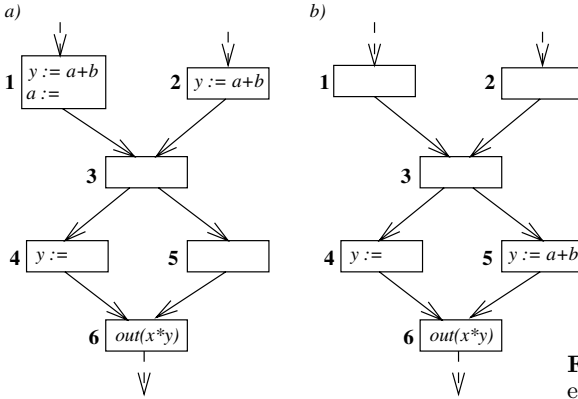 a)
b)
1
y := a+b
a :=
2
y := a+b
1
2
3
3
4
y :=
5
4
y :=
5
y := a+b
6
out(x*y)
6
out(x*y)